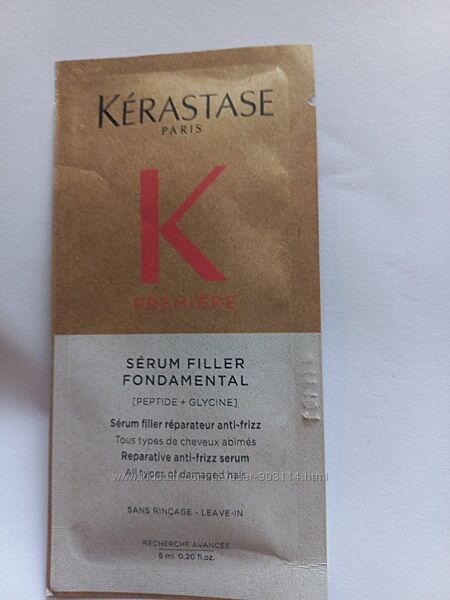 KÉRASTASE
PARIS
K
PREMIÈRE
SÉRUM FILLER
FONDAMENTAL
[PEPTIDE + GLYCINE]
Sérum filler réparateur anti-frizz
Tous types de cheveux abîmés
Reparative anti-frizz serum
All types of damaged hair
SANS RINÇAGE - LEAVE-IN
RECHERCHE AVANCÉE
6 ml 0.20 fl.oz.